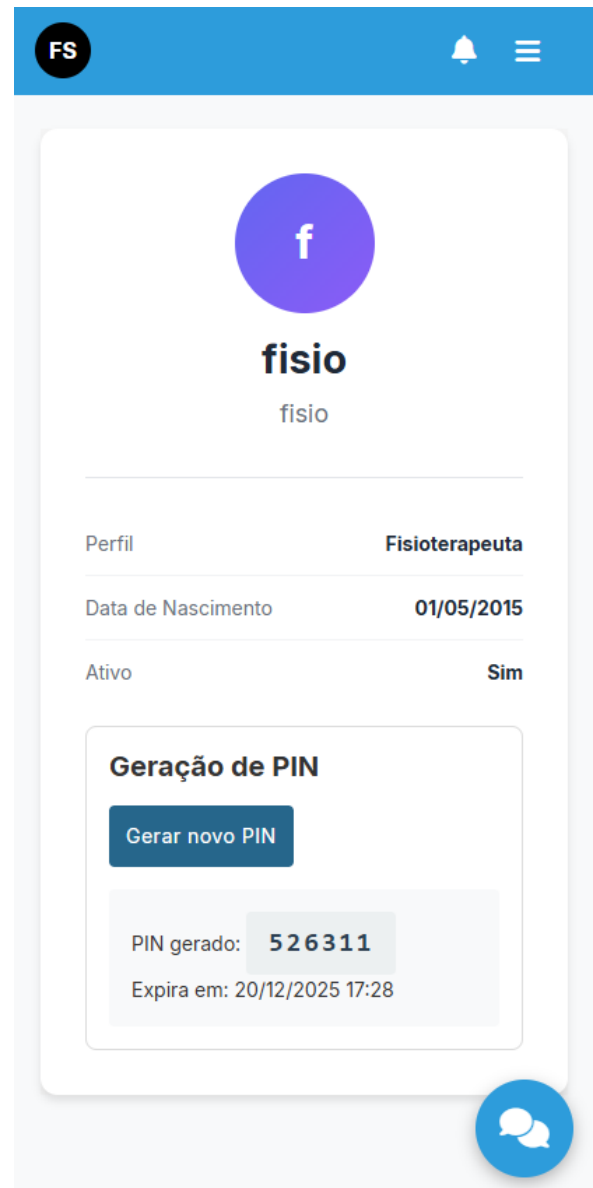 FS
f
fisio
fisio
Perfil Fisioterapeuta
Data de Nascimento 01/05/2015
Ativo Sim
Geração de PIN
Gerar novo PIN
PIN gerado: 526311
Expira em: 20/12/2025 17:28